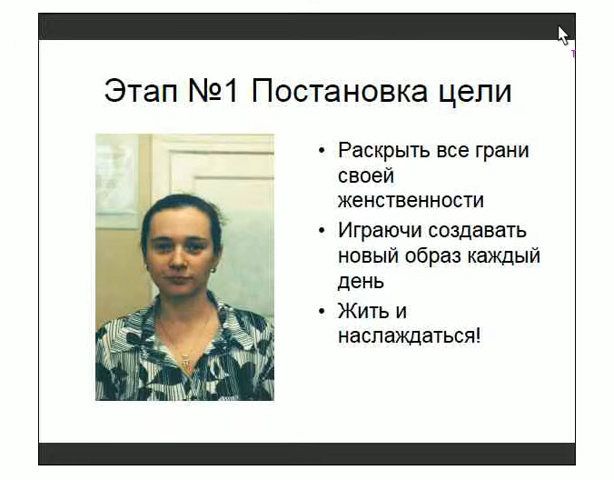 Этап №1 Постановка цели
• Раскрыть все грани
своей
женственности
• Играючи создавать
новый образ каждый
день
• Жить и
наслаждаться!